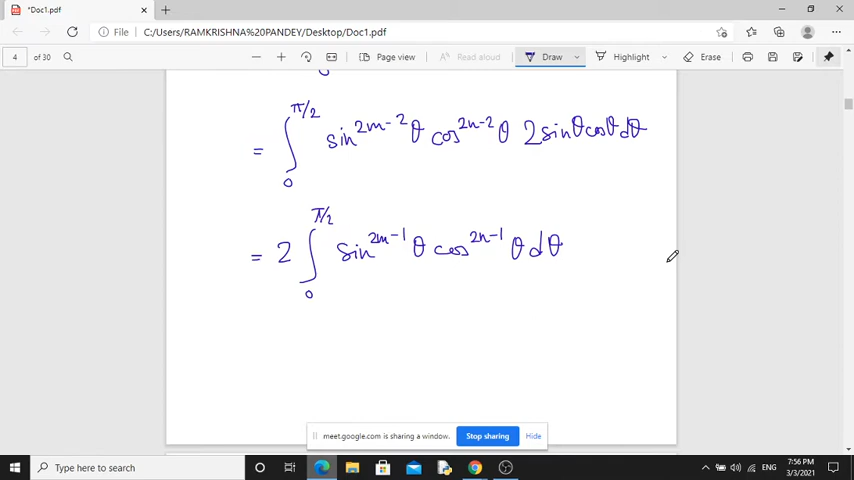 *Doc1.pdf
File C:/Users/RAMKRISHNA%20PANDEY/Desktop/Doc1.pdf
4 of 30 Page view Read aloud Draw Highlight Erase
= ∫₀^{π/2} sin^{2m-2}θ cos^{2n-2}θ 2sinθcosθdθ
= 2 ∫₀^{π/2} sin^{2m-1}θ cos^{2n-1}θ dθ
meet.google.com is sharing a window. Stop sharing Hide
Type here to search
ENG
7:56 PM
3/3/2021